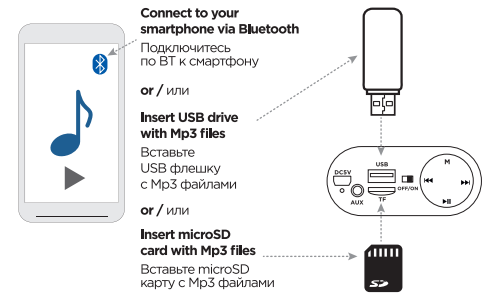 Connect to your
smartphone via Bluetooth
Подключитесь
по ВТ к смартфону
or / или
Insert USB drive
with Mp3 files
Вставьте
USB флешку
с Mp3 файлами
or / или
Insert microSD
card with Mp3 files
Вставьте microSD
карту с Mp3 файлами
USB
DC5V
OFF/ON
AUX
TF
M
SD